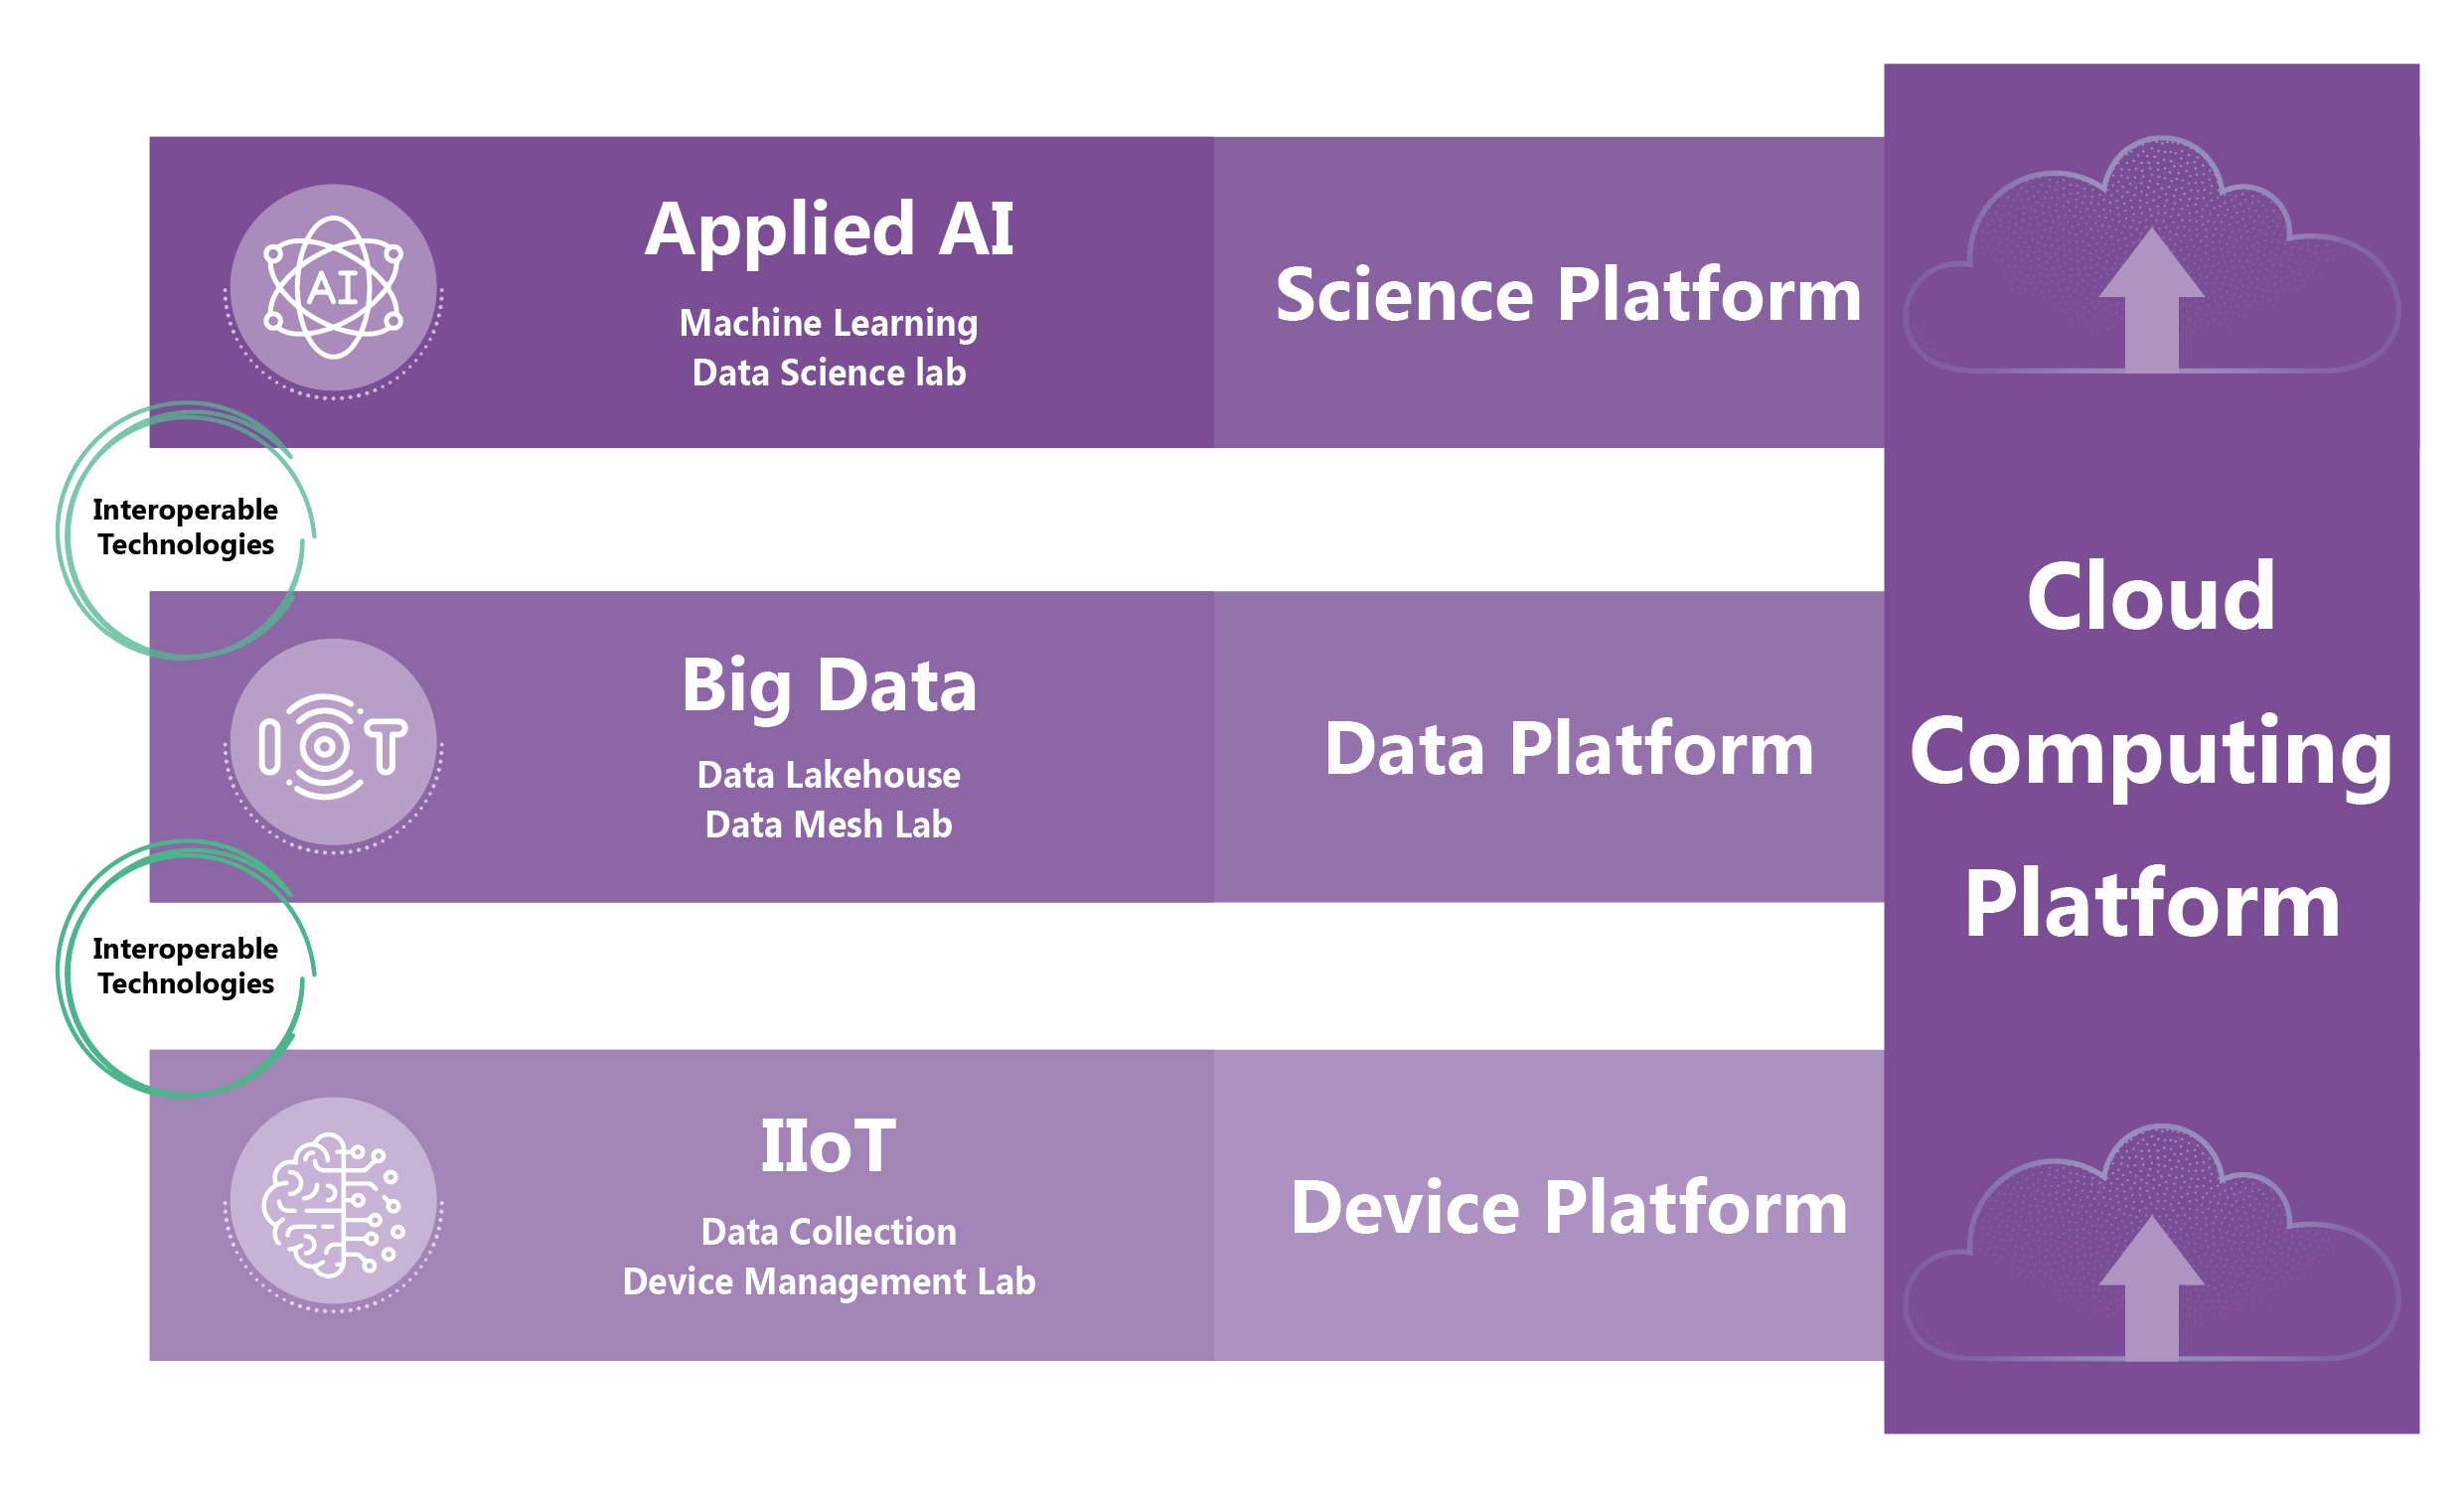 Applied AI
Machine Learning
Data Science lab
AI
Science Platform
Interoperable
Technologies
Big Data
Data Lakehouse
Data Mesh Lab
IOT
Data Platform
Interoperable
Technologies
IIoT
Data Collection
Device Management Lab
Device Platform
Cloud
Computing
Platform